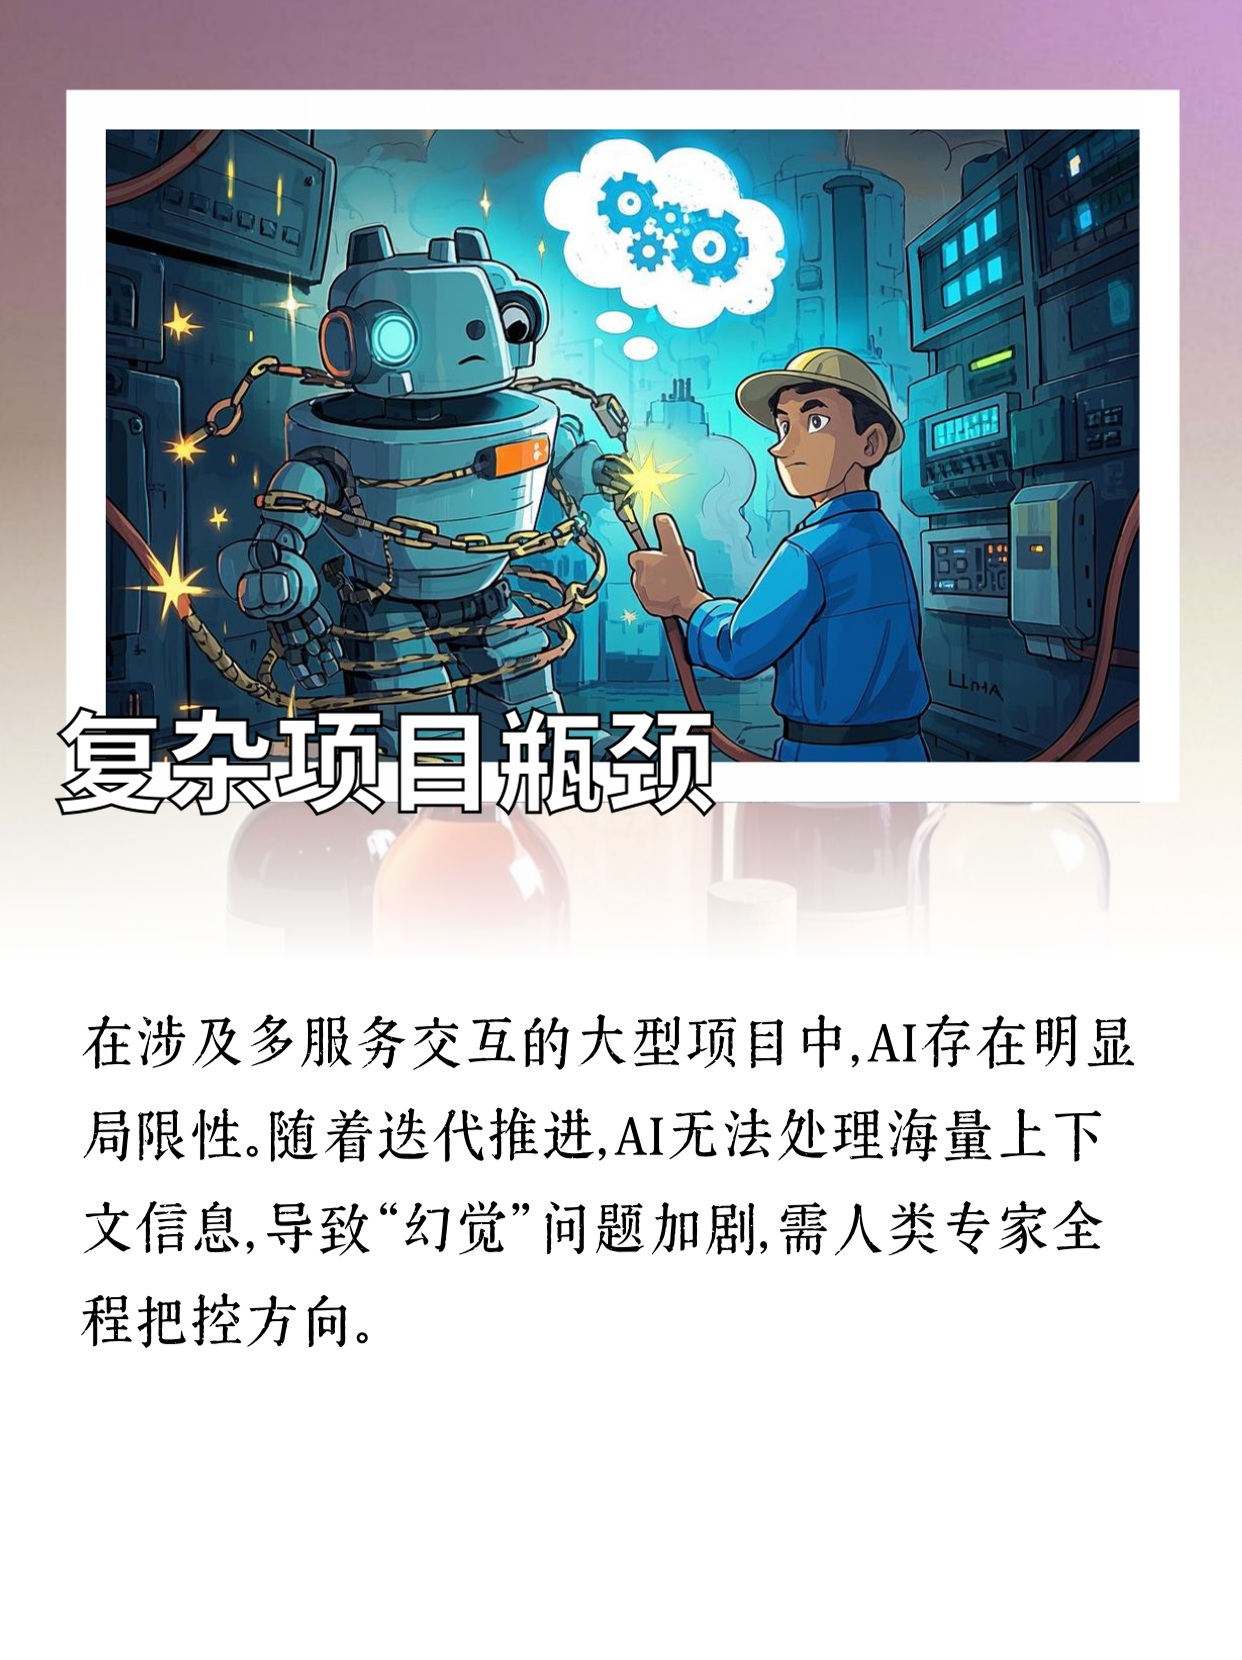 复杂项目瓶颈
在涉及多服务交互的大型项目中,AI存在明显
局限性。随着迭代推进,AI无法处理海量上下
文信息,导致“幻觉”问题加剧,需人类专家全
程把控方向。